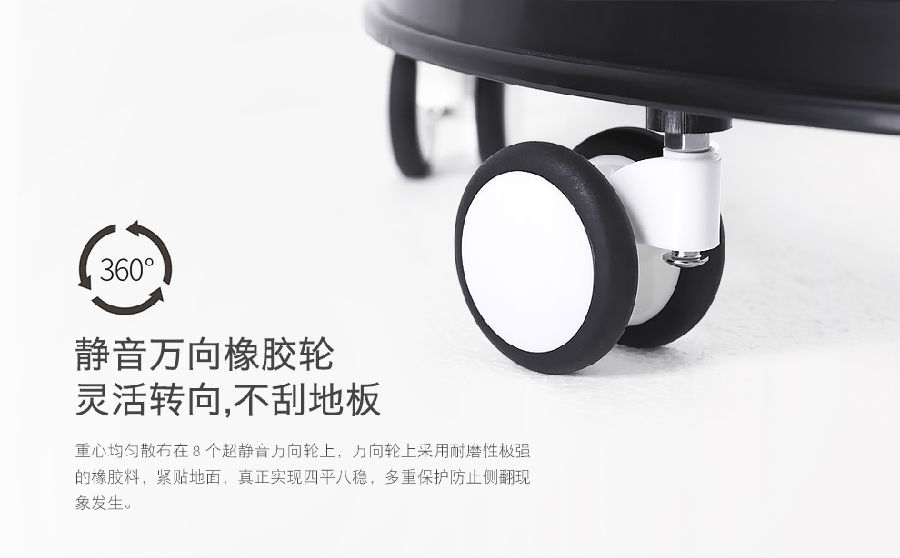 360°
静音万向橡胶轮
灵活转向,不刮地板
重心均匀散布在 8 个超静音万向轮上，万向轮上采用耐磨性极强
的橡胶料，紧贴地面，真正实现四平八稳，多重保护防止侧翻现
象发生。